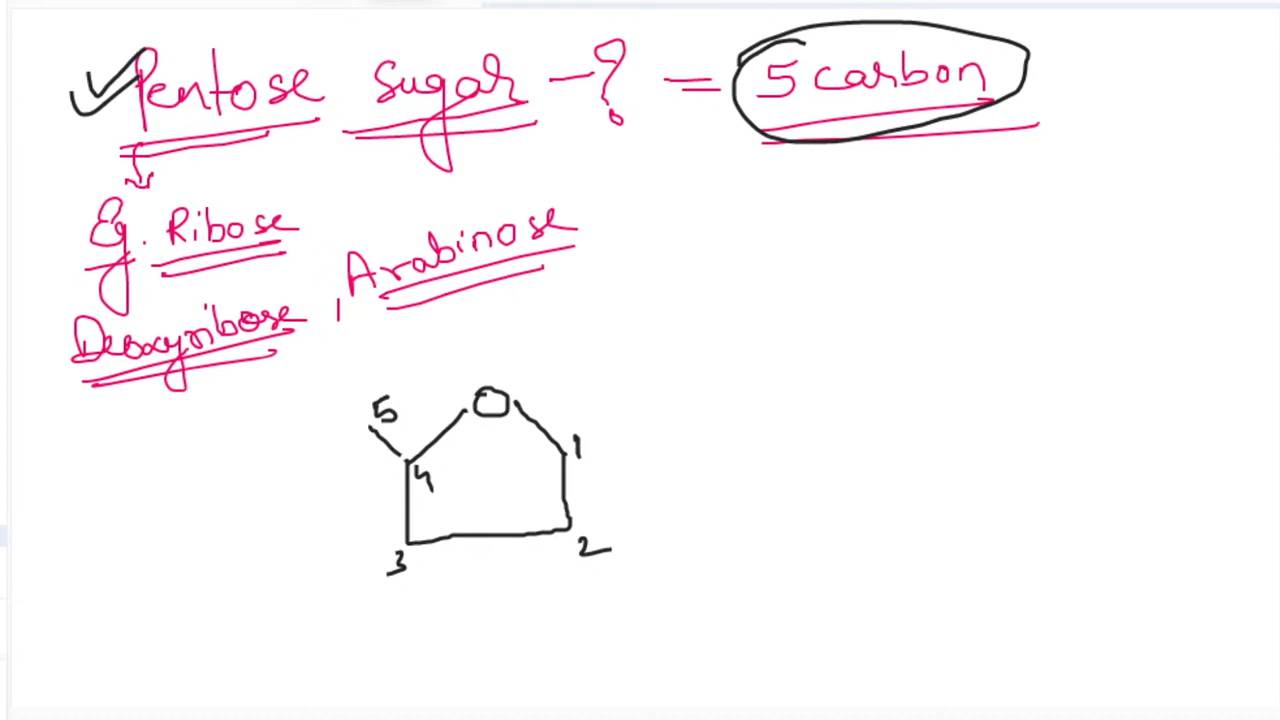 Pentose sugar -? = 5 carbon
Eg. Ribose
Deoxyribose , Arabinose
5 O
4 1
3 2